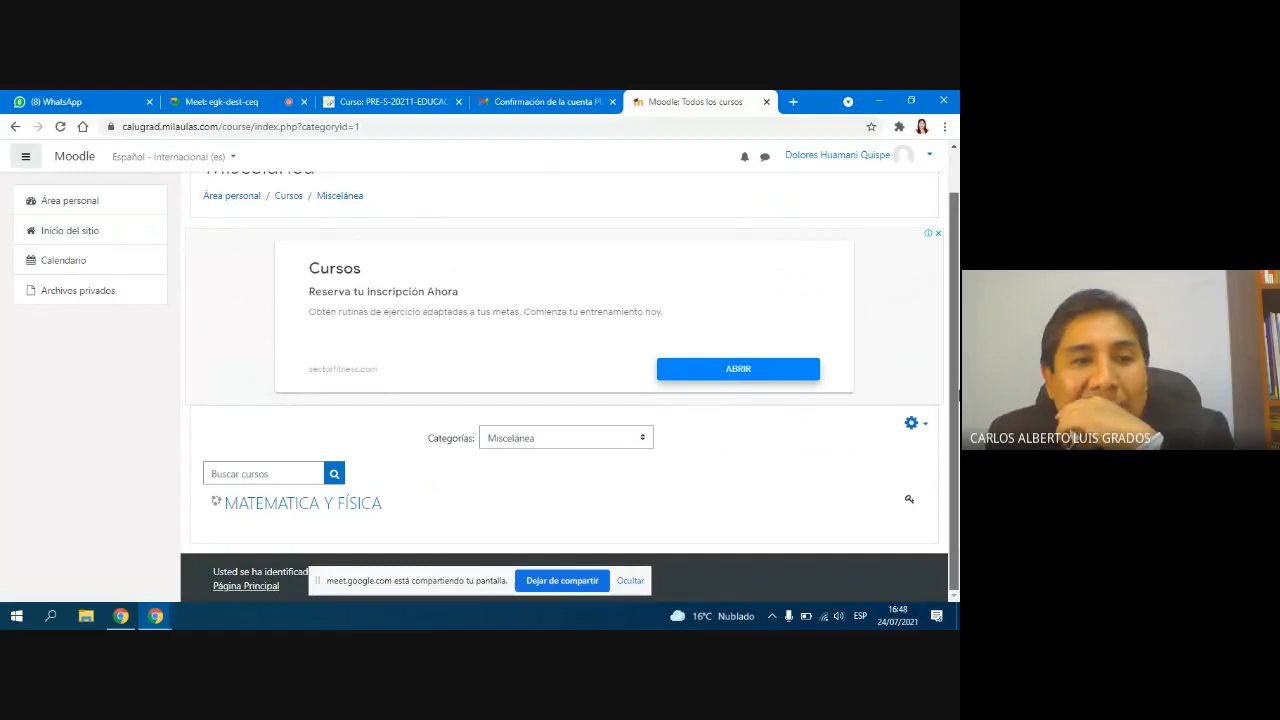 (8) WhatsApp
Meet: egk-dest-ceq
Curso: PRE-S-20211-EDUCAC
Confirmación de la cuenta
Moodle: Todos los cursos
calugrad.milaulas.com/course/index.php?categoryid=1
Moodle
Español - Internacional (es)
Dolores Huamani Quispe
Área personal
Inicio del sitio
Calendario
Archivos privados
Área personal / Cursos / Miscelánea
Cursos
Reserva tu inscripción Ahora
Obtén rutinas de ejercicio adaptadas a tus metas. Comienza tu entrenamiento hoy.
sectorfitness.com
ABRIR
Categorías:
Miscelánea
Buscar cursos
MATEMATICA Y FÍSICA
Usted se ha identificad
Página Principal
meet.google.com está compartiendo tu pantalla.
Dejar de compartir
Ocultar
16°C Nublado
ESP
16:48
24/07/2021
CARLOS ALBERTO LUIS GRADOS